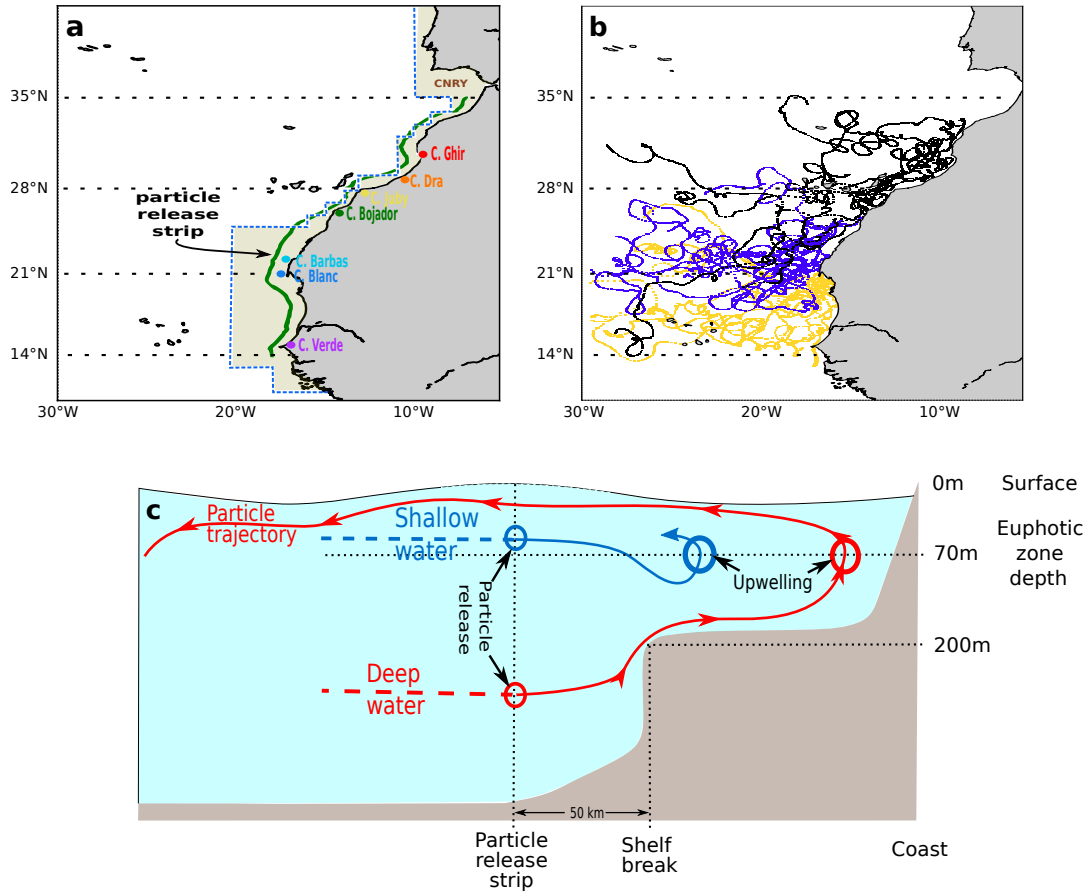 a
CNRY
35°N
28°N
21°N
14°N
C. Ghir
C. Dra
C. Juby
C. Bojador
C. Barbas
C. Blanc
C. Verde
particle
release
strip
30°W
20°W
10°W
b
35°N
28°N
21°N
14°N
30°W
20°W
10°W
c
Particle
trajectory
Shallow
water
Particle
release
Upwelling
Deep
water
50 km
0m
Surface
Euphotic
zone
depth
70m
200m
Particle
release
strip
Shelf
break
Coast